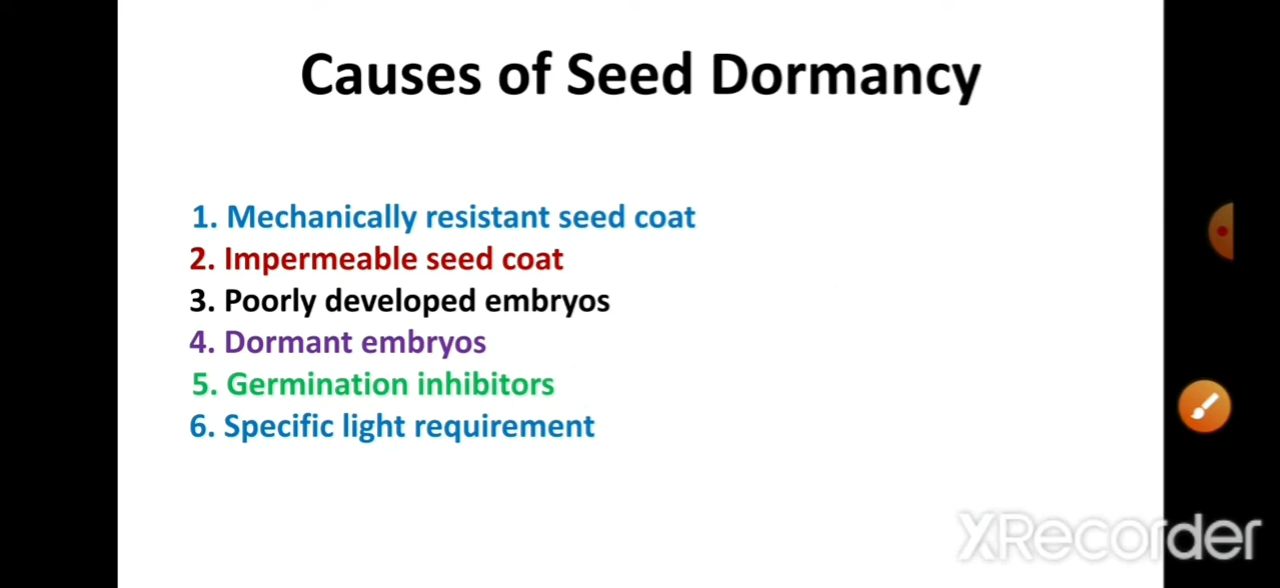 Causes of Seed Dormancy
1. Mechanically resistant seed coat
2. Impermeable seed coat
3. Poorly developed embryos
4. Dormant embryos
5. Germination inhibitors
6. Specific light requirement
XRecorder